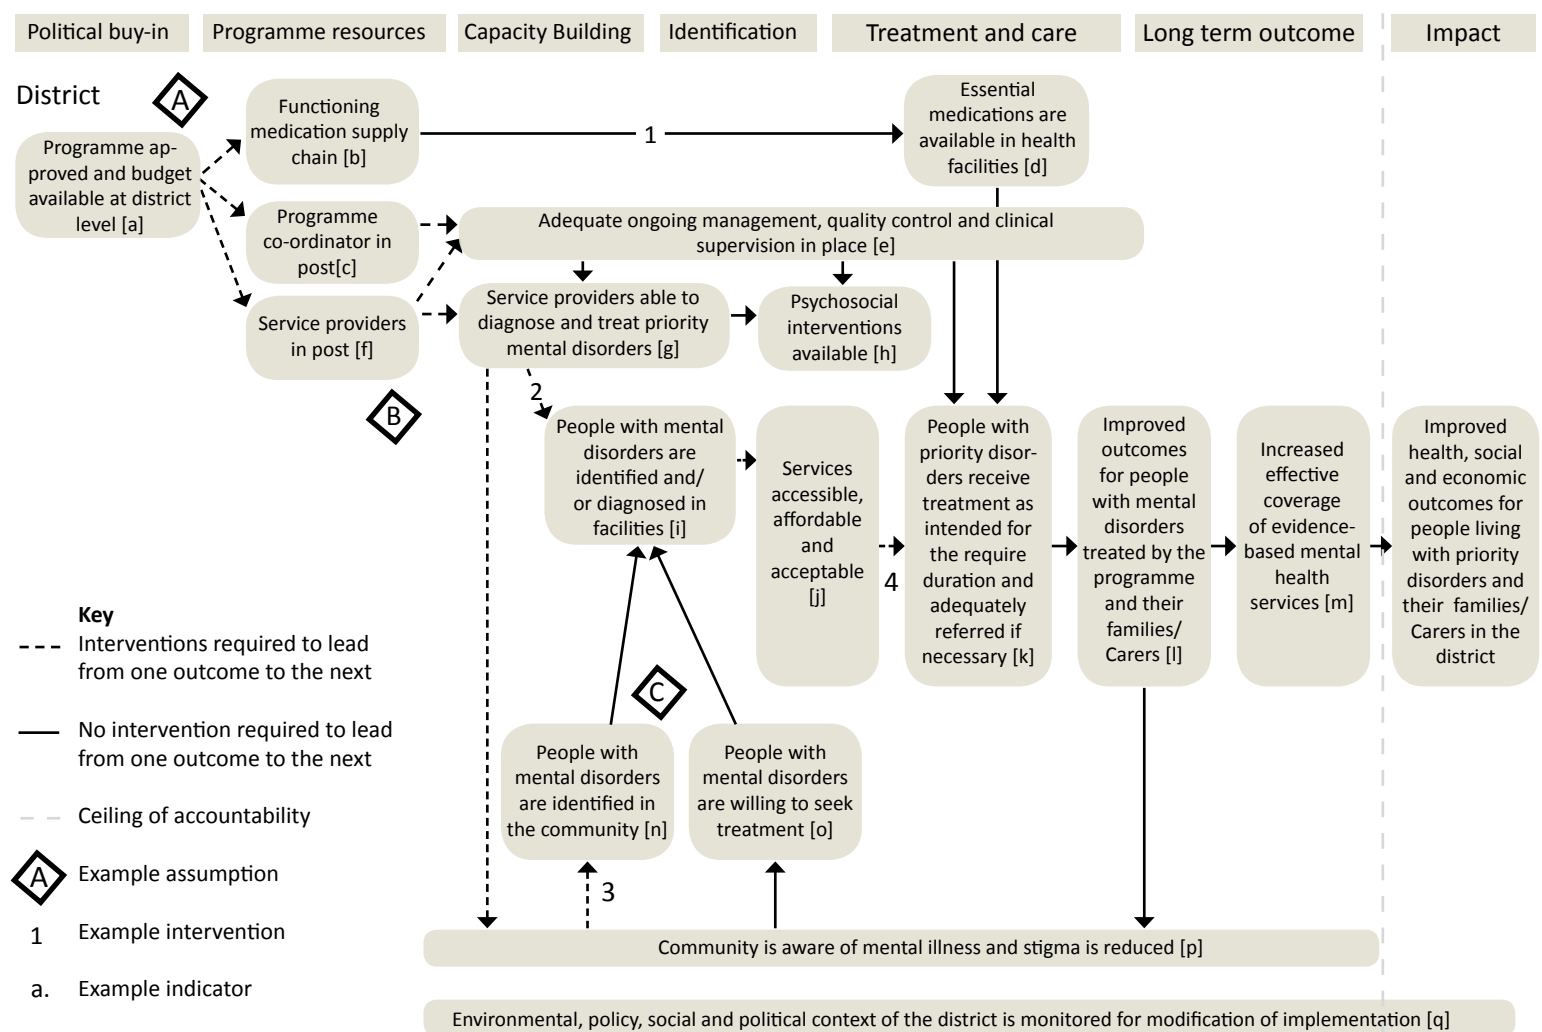 Political buy-in
Programme resources
Capacity Building
Identification
Treatment and care
Long term outcome
Impact
District
A
Programme ap-
proved and budget
available at district
level [a]
Functioning
medication supply
chain [b]
1
Essential
medications are
available in health
facilities [d]
Programme
co-ordinator in
post[c]
Adequate ongoing management, quality control and clinical
supervision in place [e]
Service providers
in post [f]
Service providers able to
diagnose and treat priority
mental disorders [g]
Psychosocial
interventions
available [h]
B
2
People with mental
disorders are
identified and/
or diagnosed in
facilities [i]
Services
accessible,
affordable
and
acceptable
[j]
4
People with
priority disor-
ders receive
treatment as
intended for
the require
duration and
adequately
referred if
necessary [k]
Improved
outcomes
for people
with mental
disorders
treated by the
programme
and their
families/
Carers [l]
Increased
effective
coverage
of evidence-
based mental
health
services [m]
Improved
health, social
and economic
outcomes for
people living
with priority
disorders and
their families/
Carers in the
district
C
People with
mental disorders
are identified in
the community [n]
People with
mental disorders
are willing to seek
treatment [o]
3
Community is aware of mental illness and stigma is reduced [p]
Environmental, policy, social and political context of the district is monitored for modification of implementation [q]
Key
Interventions required to lead
from one outcome to the next
No intervention required to lead
from one outcome to the next
Ceiling of accountability
A Example assumption
1 Example intervention
a. Example indicator